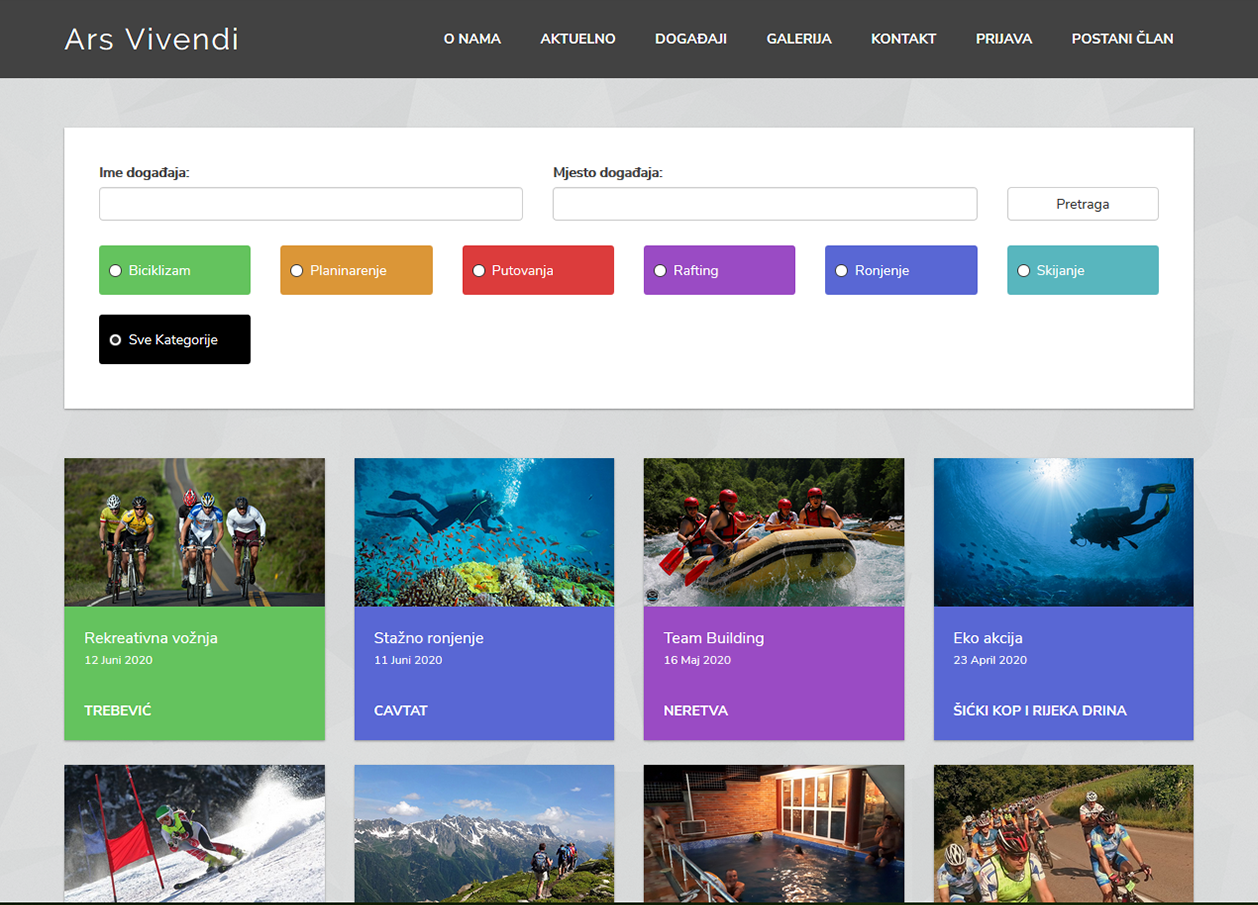 Ars Vivendi
O NAMA
AKTUELNO
DOGAĐAJI
GALERIJA
KONTAKT
PRIJAVA
POSTANI ČLAN
Ime događaja:
Mjesto događaja:
Pretraga
Biciklizam
Planinarenje
Putovanja
Rafting
Ronjenje
Skijanje
Sve Kategorije
Rekreativna vožnja
12 Juni 2020
TREBEVIĆ
Stažno ronjenje
11 Juni 2020
CAVTAT
Team Building
16 Maj 2020
NERETVA
Eko akcija
23 April 2020
ŠIĆKI KOP I RIJEKA DRINA